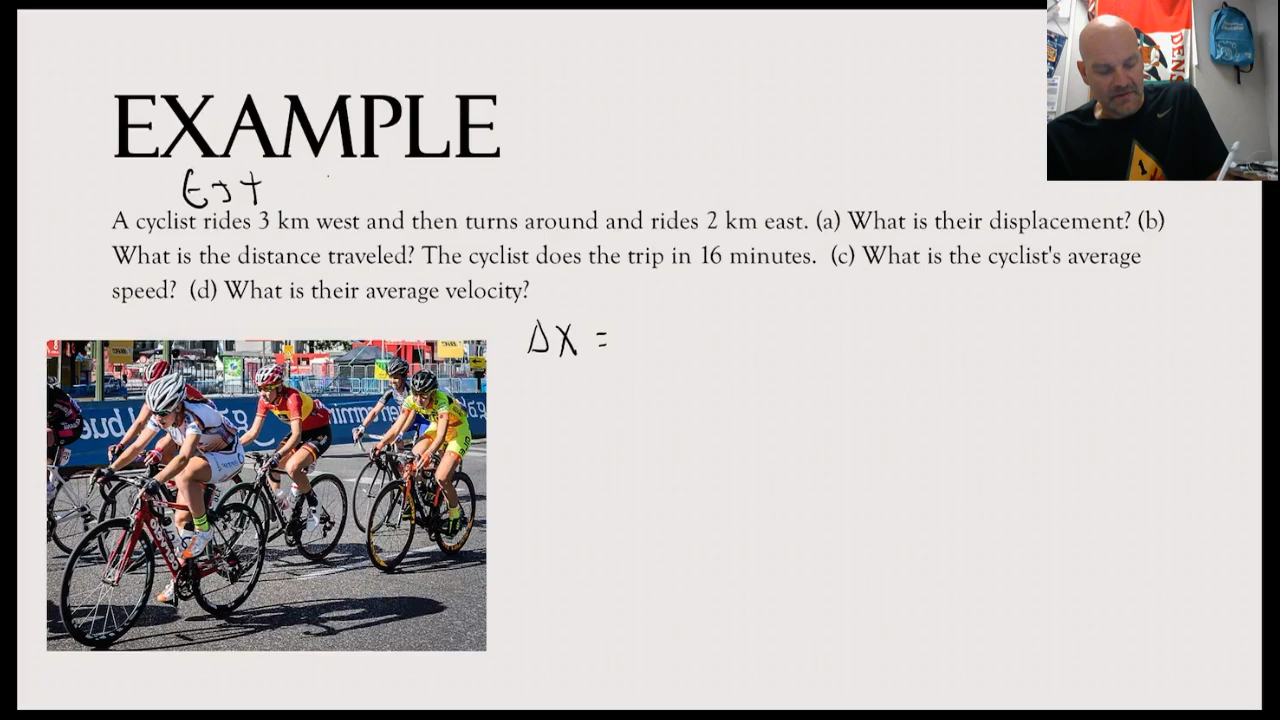 EXAMPLE
A cyclist rides 3 km west and then turns around and rides 2 km east. (a) What is their displacement? (b)
What is the distance traveled? The cyclist does the trip in 16 minutes. (c) What is the cyclist's average
speed? (d) What is their average velocity?
ΔX =
DENS
1